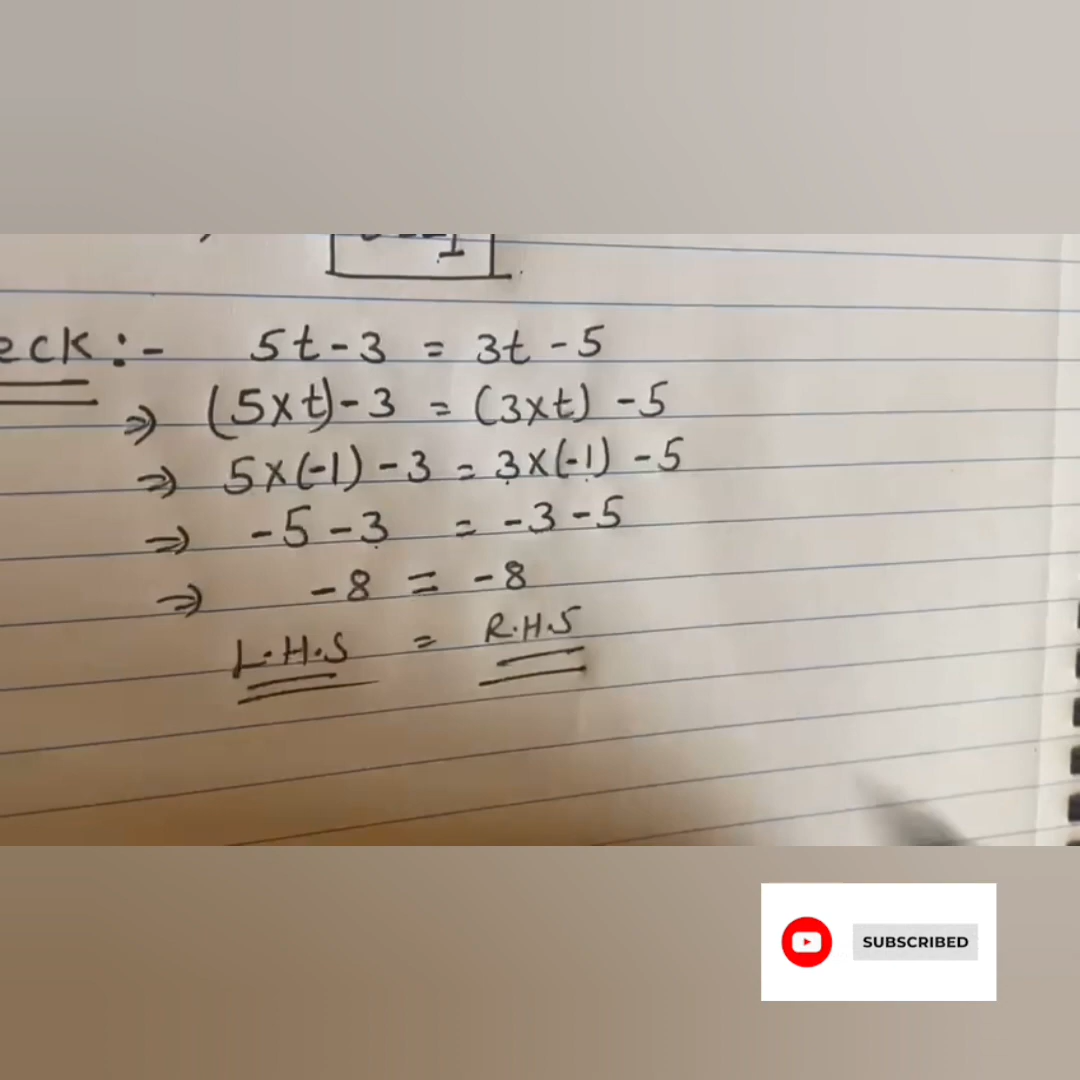 eck:- 5t-3 = 3t-5
⇒ (5×t)-3 = (3×t) -5
⇒ 5×(-1) -3 = 3×(-1) -5
⇒ -5-3 = -3-5
⇒ -8 = -8
L.H.S = R.H.S
SUBSCRIBED